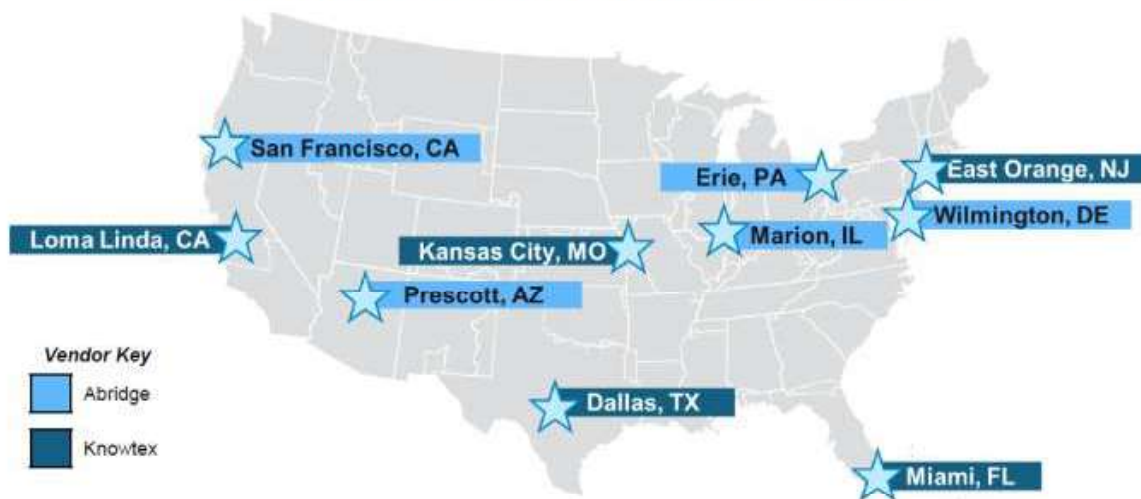 San Francisco, CA
Erie, PA
East Orange, NJ
Wilmington, DE
Loma Linda, CA
Kansas City, MO
Marion, IL
Prescott, AZ
Vendor Key
Abridge
Dallas, TX
Knowtex
Miami, FL